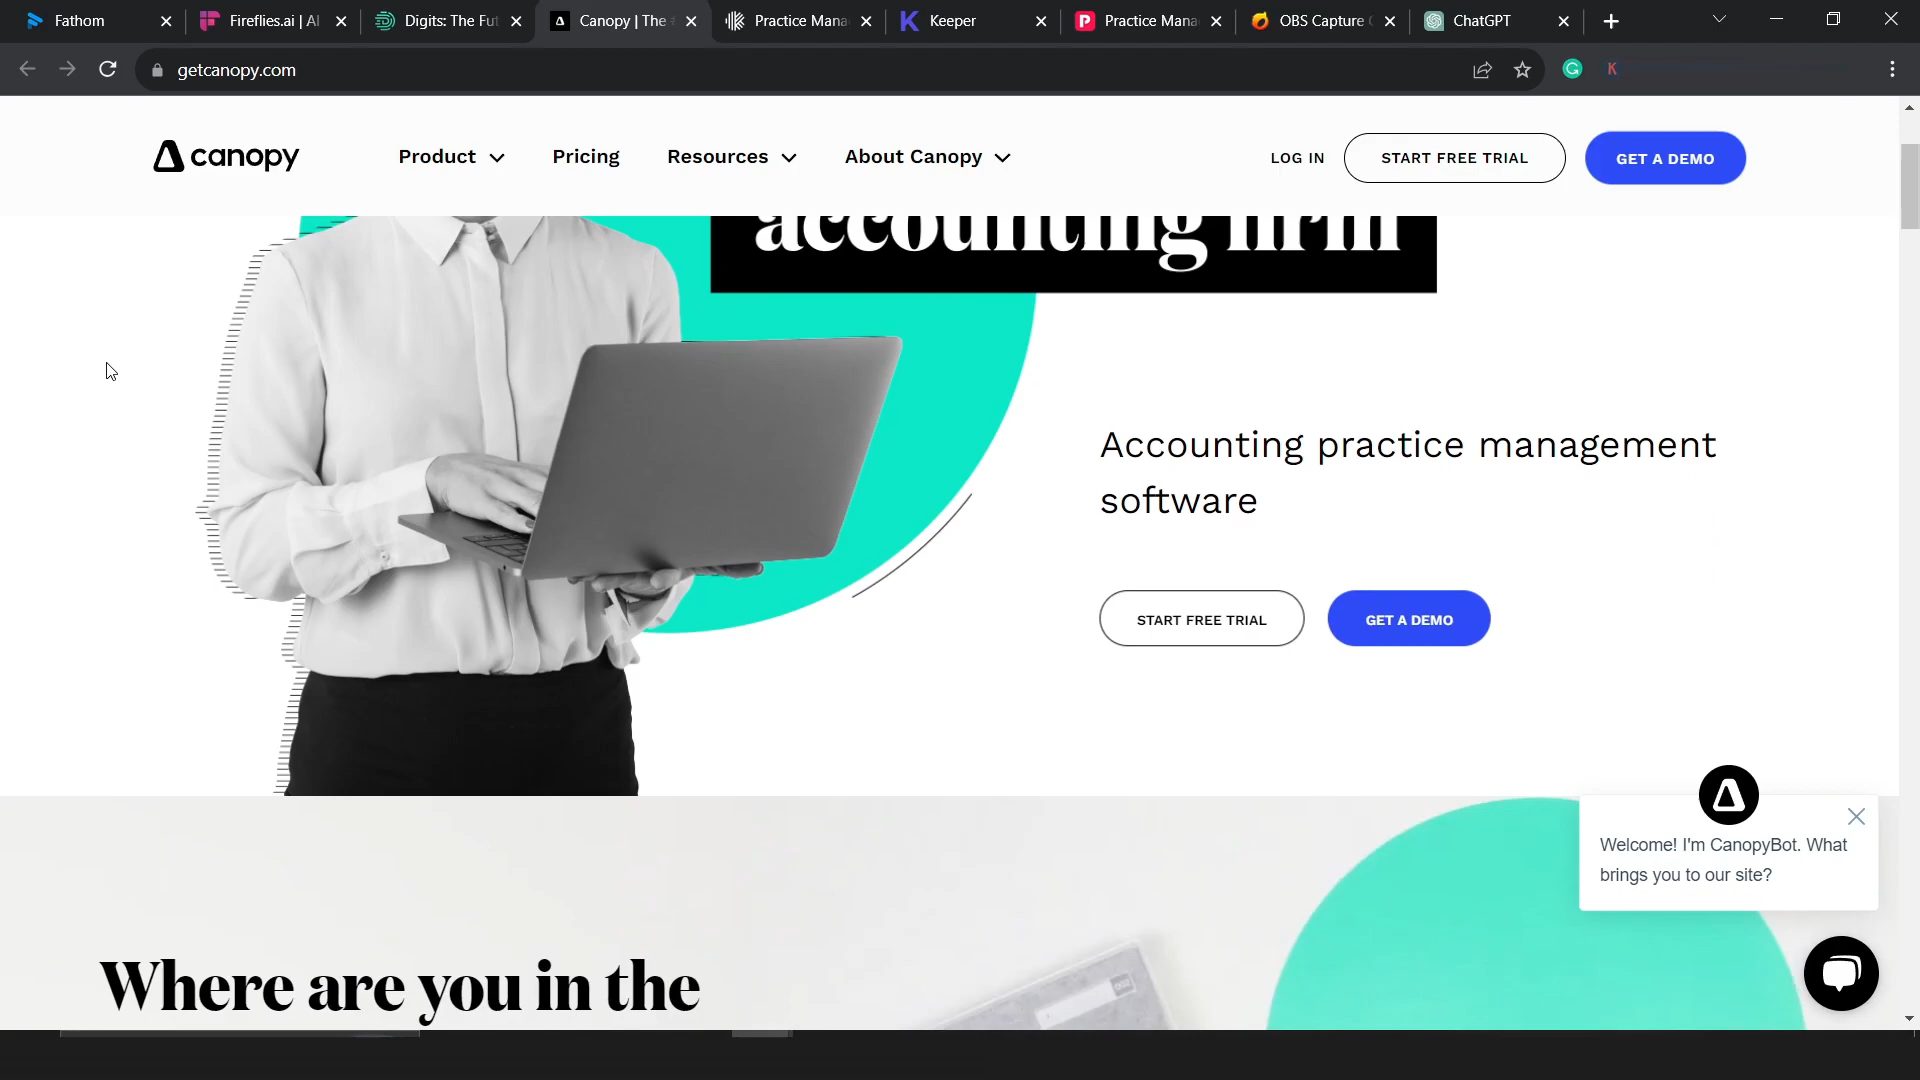 Fathom
Fireflies.ai | AI
Digits: The Fut
Canopy | The
Practice Mana
Keeper
Practice Mana
OBS Capture
ChatGPT
getcanopy.com
canopy
Product
Pricing
Resources
About Canopy
LOG IN
START FREE TRIAL
GET A DEMO
accounting firm
Accounting practice management
software
START FREE TRIAL
GET A DEMO
Welcome! I'm CanopyBot. What
brings you to our site?
Where are you in the